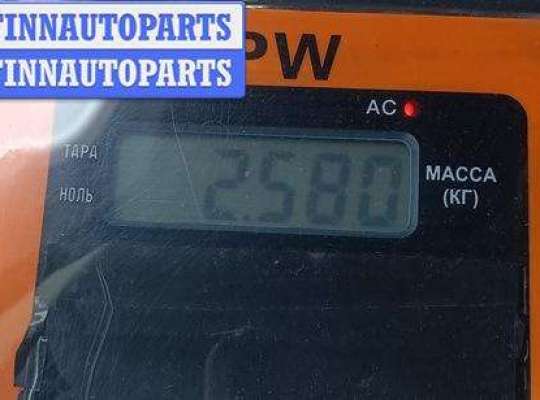 FINNAUTOPARTS
FINNAUTOPARTS
PW
AC
ТАРА
НОЛЬ
2.580
МАССА
(КГ)